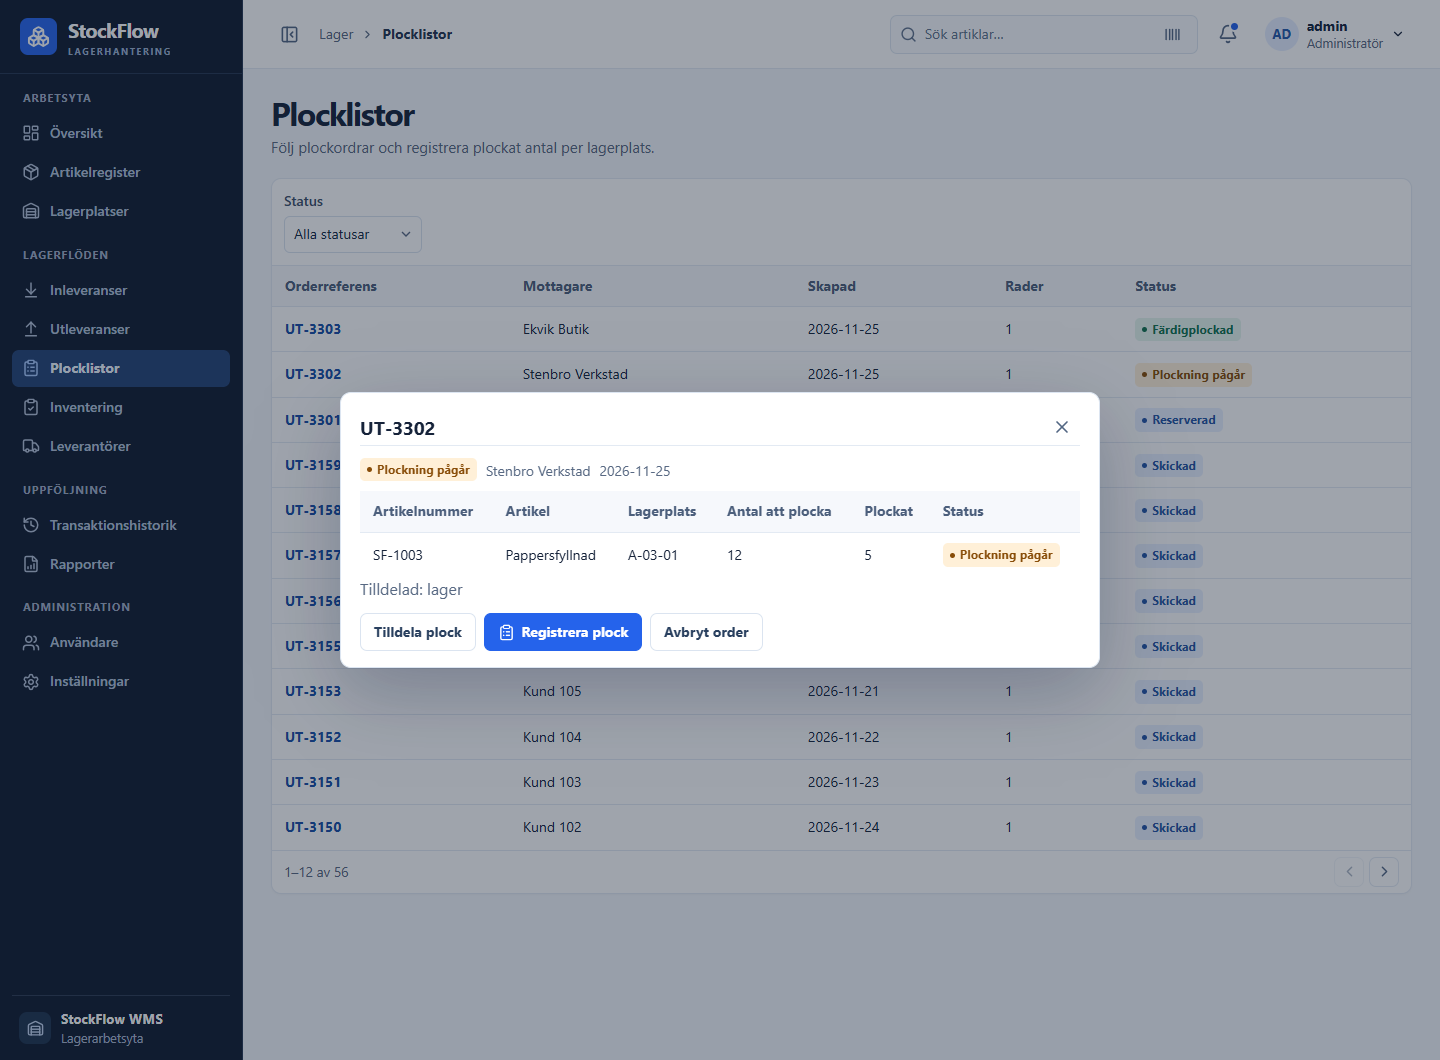 StockFlow
LAGERHANTERING
ARBETSYTA
Översikt
Artikelregister
Lagerplatser
LAGERFLÖDEN
Inleveranser
Utleveranser
Plocklistor
Inventering
Leverantörer
UPPFÖLJNING
Transaktionshistorik
Rapporter
ADMINISTRATION
Användare
Inställningar
StockFlow WMS
Lagerarbetsyta
Lager > Plocklistor
Sök artiklar...
AD
admin
Administratör
Plocklistor
Följ plockordrar och registrera plockat antal per lagerplats.
Status
Alla statusar
Orderreferens Mottagare Skapad Rader Status
UT-3303 Ekvik Butik 2026-11-25 1 Färdigplockad
UT-3302 Stenbro Verkstad 2026-11-25 1 Plockning pågår
UT-3301 Reserverad
UT-3159 Skickad
UT-3158 Skickad
UT-3157 Skickad
UT-3156 Skickad
UT-3155 Skickad
UT-3153 Kund 105 2026-11-21 1 Skickad
UT-3152 Kund 104 2026-11-22 1 Skickad
UT-3151 Kund 103 2026-11-23 1 Skickad
UT-3150 Kund 102 2026-11-24 1 Skickad
1–12 av 56
UT-3302
Plockning pågår Stenbro Verkstad 2026-11-25
Artikelnummer Artikel Lagerplats Antal att plocka Plockat Status
SF-1003 Pappersfyllnad A-03-01 12 5 Plockning pågår
Tilldelad: lager
Tilldela plock Registrera plock Avbryt order